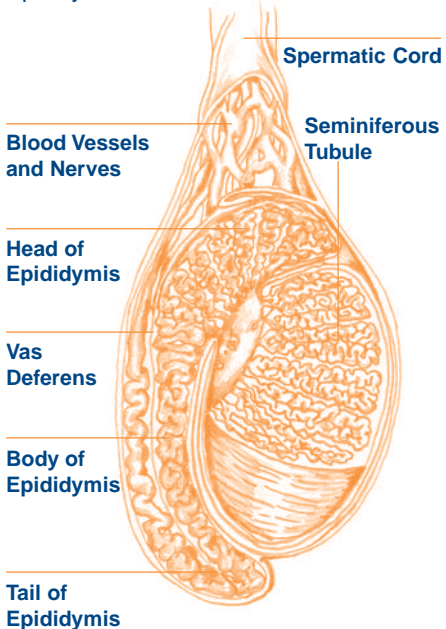 Spermatic Cord
Seminiferous
Tubule
Blood Vessels
and Nerves
Head of
Epididymis
Vas
Deferens
Body of
Epididymis
Tail of
Epididymis